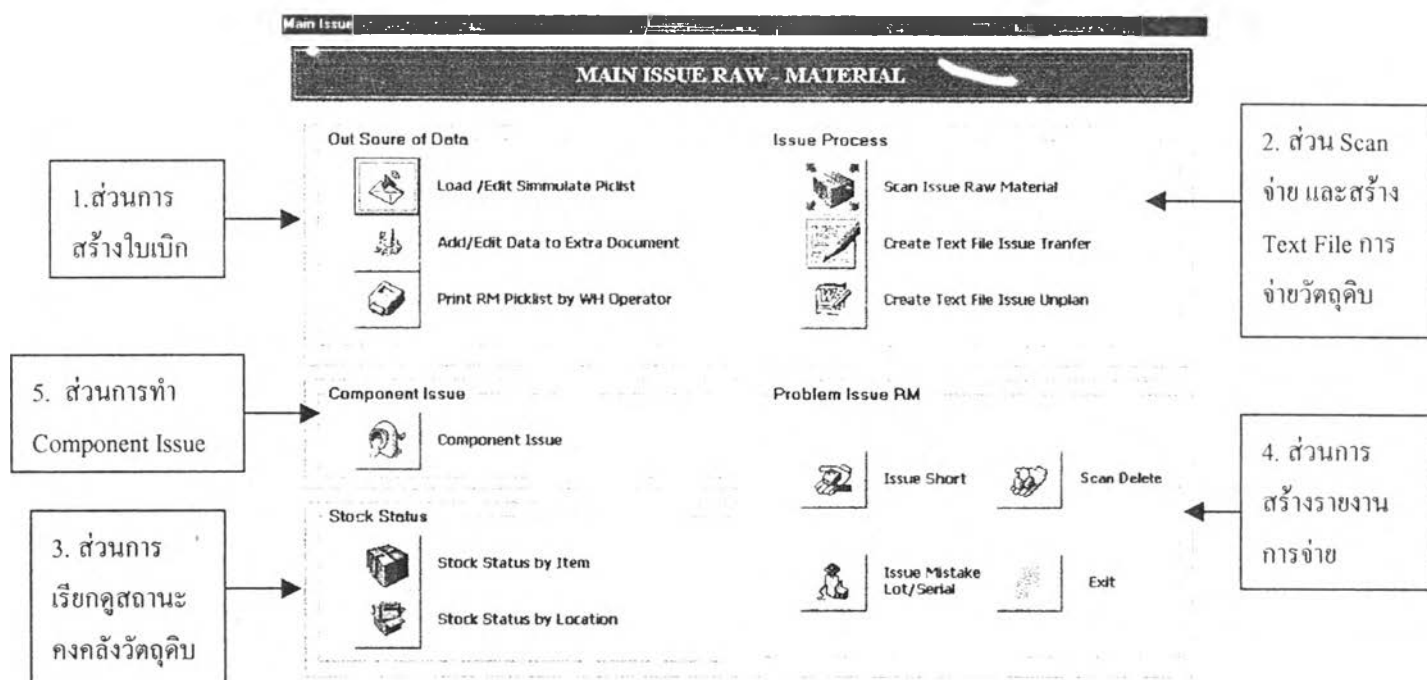 Main Issue
MAIN ISSUE RAW - MATERIAL
Out Soure of Data
Load /Edit Simmulate Piclist
Add/Edit Data to Extra Document
Print RM Picklist by WH Operator
Issue Process
Scan Issue Raw Material
Create Text File Issue Tranfer
Create Text File Issue Unplan
Component Issue
Component Issue
Problem Issue RM
Issue Short
Scan Delete
Issue Mistake
Lot/Serial
Exit
Stock Status
Stock Status by Item
Stock Status by Location
1.ส่วนการ
สร้างใบเบิก
2. ส่วน Scan
จ่าย และสร้าง
Text File การ
จ่ายวัตถุดิบ
5. ส่วนการทำ
Component Issue
3. ส่วนการ
เรียกดูสถานะ
คงคลังวัตถุดิบ
4. ส่วนการ
สร้างรายงาน
การจ่าย